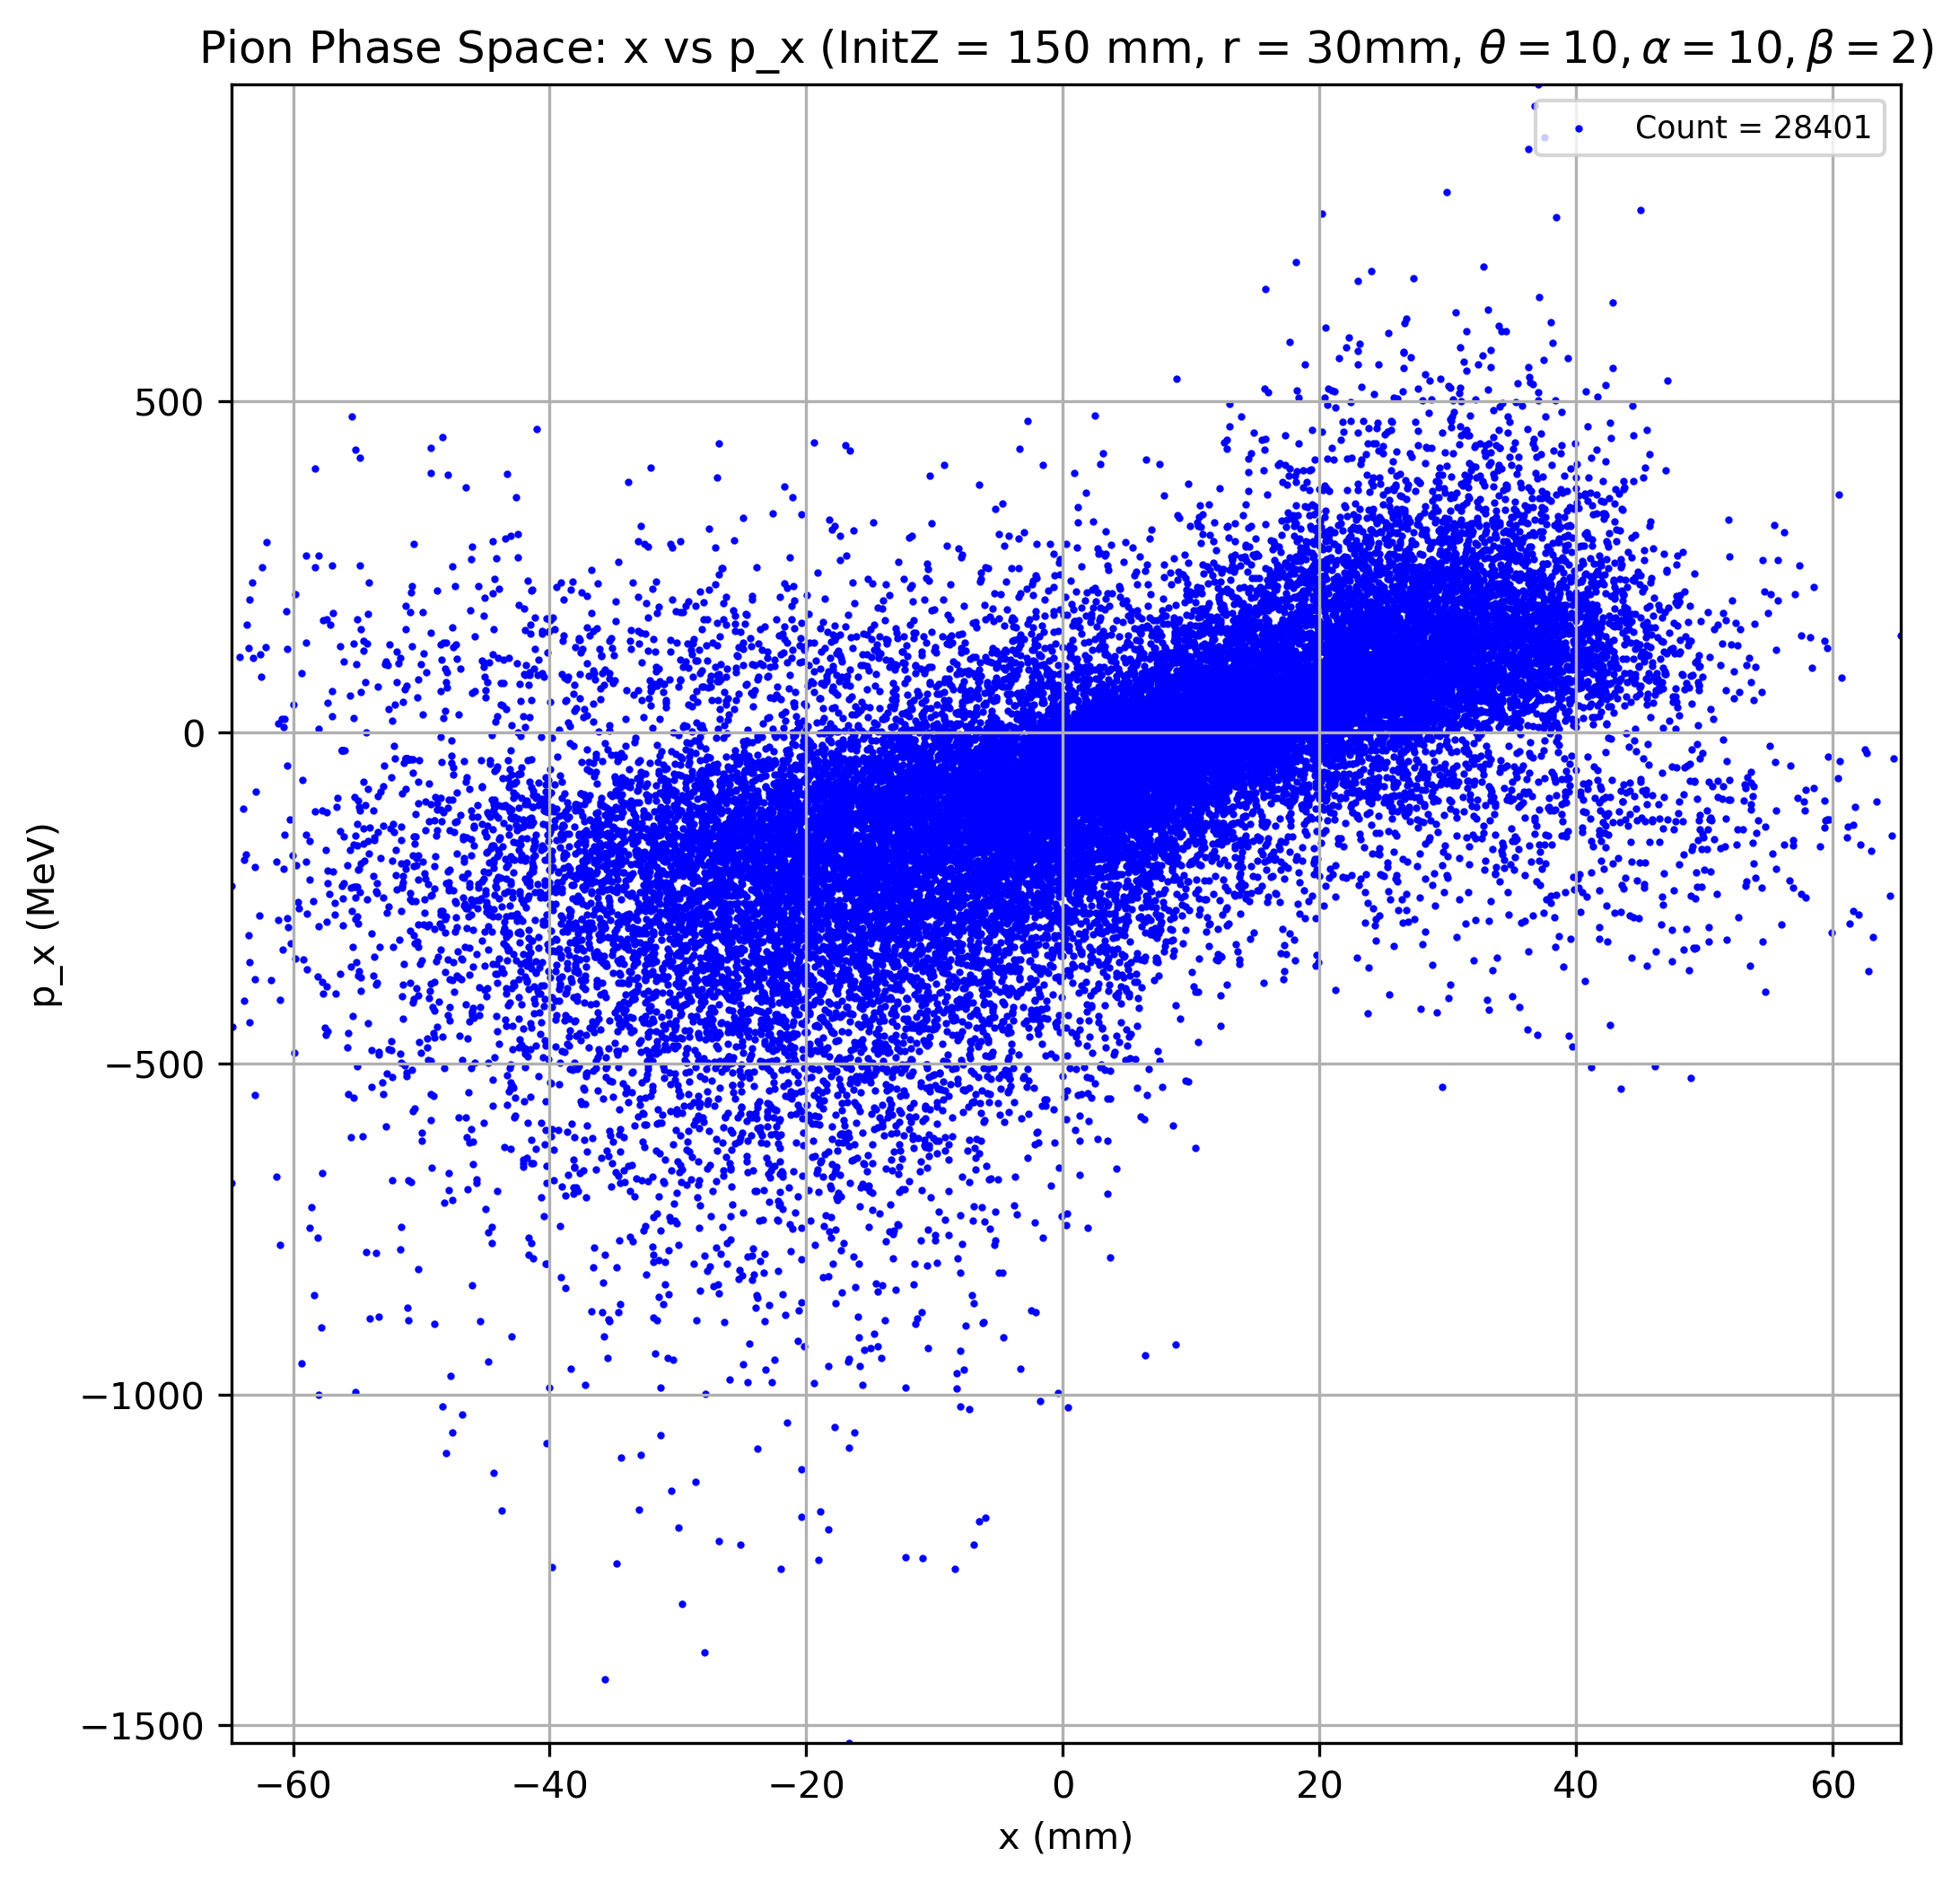 Pion Phase Space: x vs p_x (InitZ = 150 mm, r = 30mm, θ = 10, α = 10, β = 2)
Count = 28401
500
0
−500
−1000
−1500
p_x (MeV)
−60 −40 −20 0 20 40 60
x (mm)